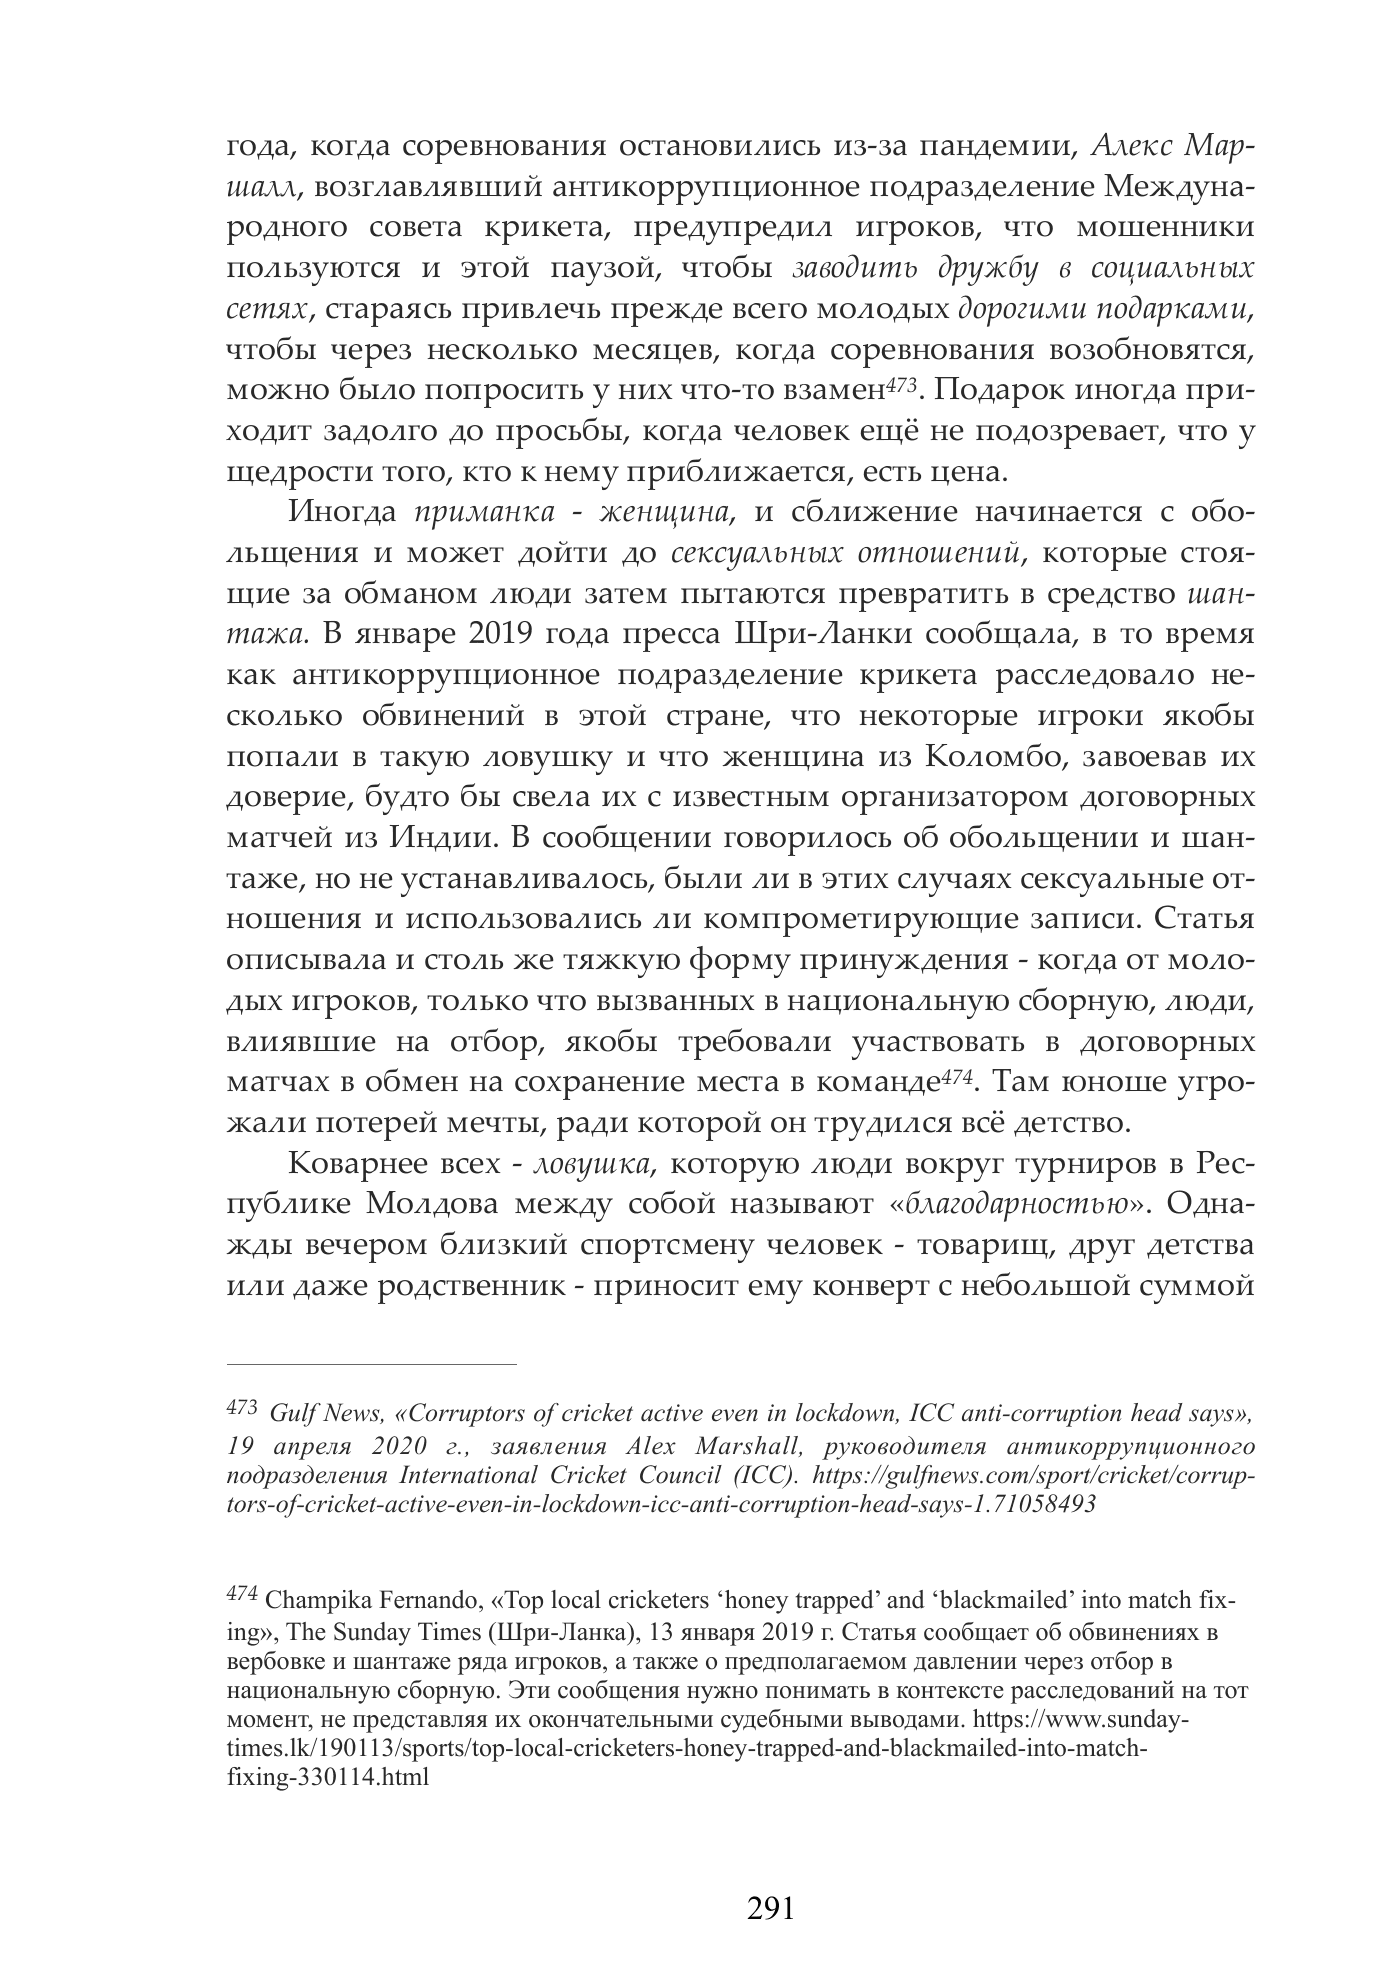 года, когда соревнования остановились из-за пандемии, Алекс Мар-
шалл, возглавлявший антикоррупционное подразделение Междуна-
родного совета крикета, предупредил игроков, что мошенники
пользуются и этой паузой, чтобы заводить дружбу в социальных
сетях, стараясь привлечь прежде всего молодых дорогими подарками,
чтобы через несколько месяцев, когда соревнования возобновятся,
можно было попросить у них что-то взамен473. Подарок иногда при-
ходит задолго до просьбы, когда человек ещё не подозревает, что у
щедрости того, кто к нему приближается, есть цена.
Иногда приманка - женщина, и сближение начинается с обо-
льщения и может дойти до сексуальных отношений, которые стоя-
щие за обманом люди затем пытаются превратить в средство шан-
тажа. В январе 2019 года пресса Шри-Ланки сообщала, в то время
как антикоррупционное подразделение крикета расследовало не-
сколько обвинений в этой стране, что некоторые игроки якобы
попали в такую ловушку и что женщина из Коломбо, завоевав их
доверие, будто бы свела их с известным организатором договорных
матчей из Индии. В сообщении говорилось об обольщении и шан-
таже, но не устанавливалось, были ли в этих случаях сексуальные от-
ношения и использовались ли компрометирующие записи. Статья
описывала и столь же тяжкую форму принуждения - когда от моло-
дых игроков, только что вызванных в национальную сборную, люди,
влиявшие на отбор, якобы требовали участвовать в договорных
матчах в обмен на сохранение места в команде474. Там юноше угро-
жали потерей мечты, ради которой он трудился всё детство.
Коварнее всех - ловушка, которую люди вокруг турниров в Рес-
публике Молдова между собой называют «благодарностью». Одна-
жды вечером близкий спортсмену человек - товарищ, друг детства
или даже родственник - приносит ему конверт с небольшой суммой
473 Gulf News, «Corruptors of cricket active even in lockdown, ICC anti-corruption head says»,
19 апреля 2020 г., заявления Alex Marshall, руководителя антикоррупционного
подразделения International Cricket Council (ICC). https://gulfnews.com/sport/cricket/corrup-
tors-of-cricket-active-even-in-lockdown-icc-anti-corruption-head-says-1.71058493
474 Champika Fernando, «Top local cricketers ‘honey trapped’ and ‘blackmailed’ into match fix-
ing», The Sunday Times (Шри-Ланка), 13 января 2019 г. Статья сообщает об обвинениях в
вербовке и шантаже ряда игроков, а также о предполагаемом давлении через отбор в
национальную сборную. Эти сообщения нужно понимать в контексте расследований на тот
момент, не представляя их окончательными судебными выводами. https://www.sunday-
times.lk/190113/sports/top-local-cricketers-honey-trapped-and-blackmailed-into-match-
fixing-330114.html
291